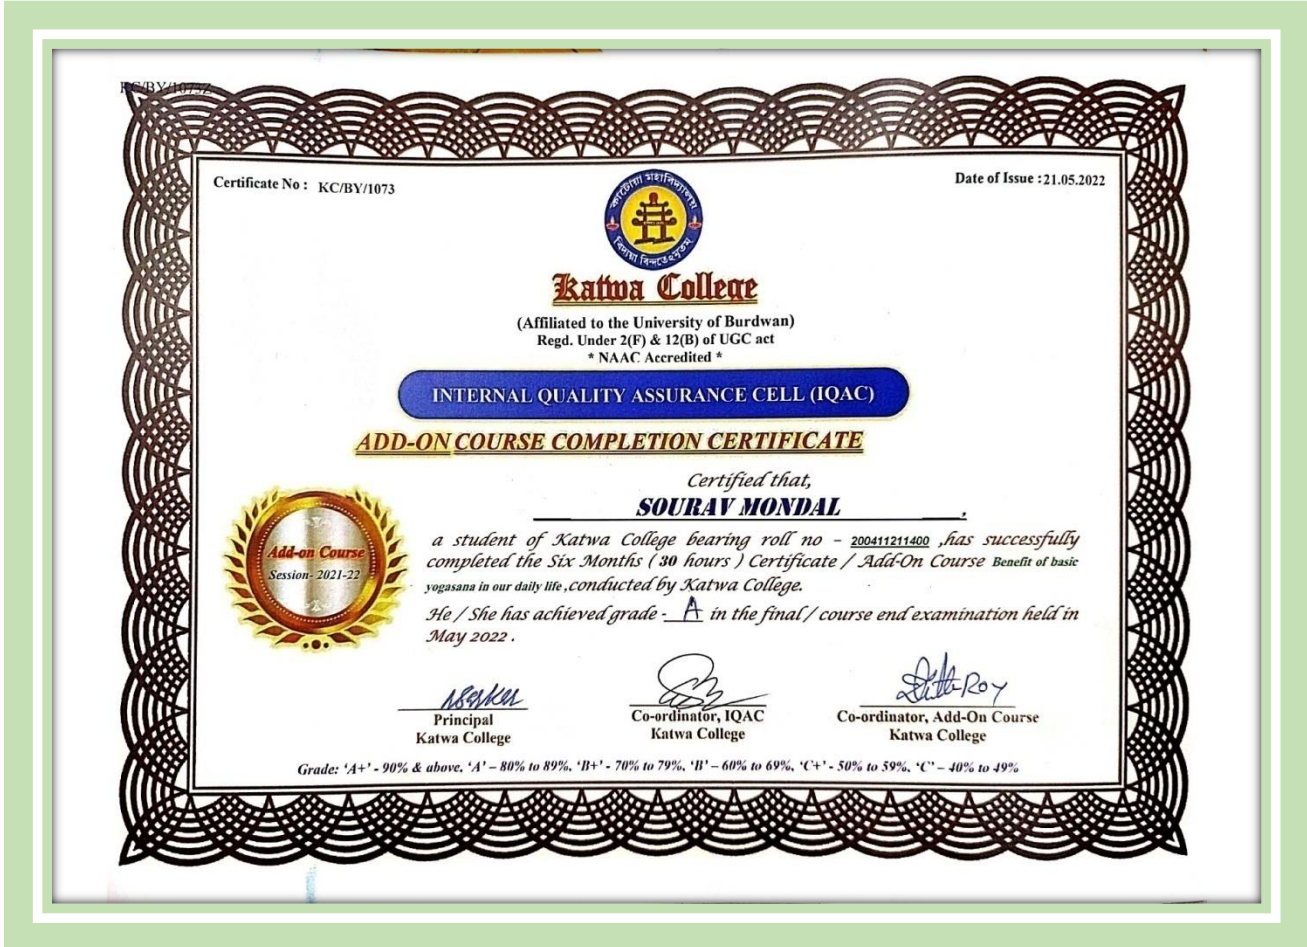 KC/BY/1073
Certificate No : KC/BY/1073
Date of Issue : 21.05.2022
কাটোয়া মহাবিদ্যালয়
Katwa College
(Affiliated to the University of Burdwan)
Regd. Under 2(F) & 12(B) of UGC act
* NAAC Accredited *
INTERNAL QUALITY ASSURANCE CELL (IQAC)
ADD-ON COURSE COMPLETION CERTIFICATE
Certified that,
SOURAV MONDAL,
Add-on Course
Session- 2021-22
a student of Katwa College bearing roll no - 200411211400 ,has successfully
completed the Six Months ( 30 hours ) Certificate / Add-On Course Benefit of basic
yogasana in our daily life ,conducted by Katwa College.
He / She has achieved grade - A in the final / course end examination held in
May 2022 .
Roy
Principal
Katwa College
Co-ordinator, IQAC
Katwa College
Co-ordinator, Add-On Course
Katwa College
Grade: 'A+' - 90% & above, 'A' – 80% to 89%, 'B+' - 70% to 79%, 'B' – 60% to 69%, 'C+' - 50% to 59%, 'C' – 40% to 49%